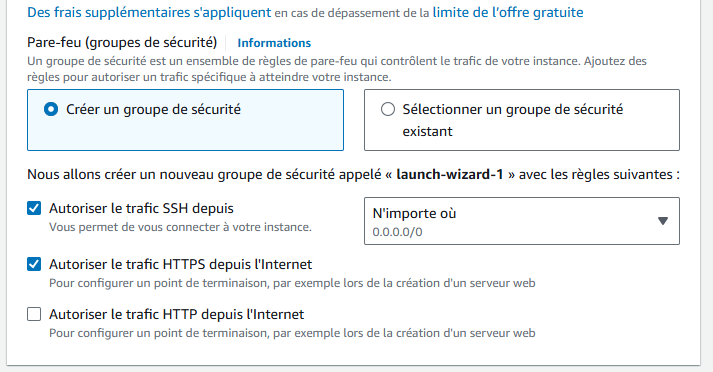 Des frais supplémentaires s'appliquent en cas de dépassement de la limite de l'offre gratuite
Pare-feu (groupes de sécurité) Informations
Un groupe de sécurité est un ensemble de règles de pare-feu qui contrôlent le trafic de votre instance. Ajoutez des
règles pour autoriser un trafic spécifique à atteindre votre instance.
Créer un groupe de sécurité
Sélectionner un groupe de sécurité
existant
Nous allons créer un nouveau groupe de sécurité appelé « launch-wizard-1 » avec les règles suivantes :
Autoriser le trafic SSH depuis
Vous permet de vous connecter à votre instance.
N'importe où
0.0.0.0/0
Autoriser le trafic HTTPS depuis l'Internet
Pour configurer un point de terminaison, par exemple lors de la création d'un serveur web
Autoriser le trafic HTTP depuis l'Internet
Pour configurer un point de terminaison, par exemple lors de la création d'un serveur web